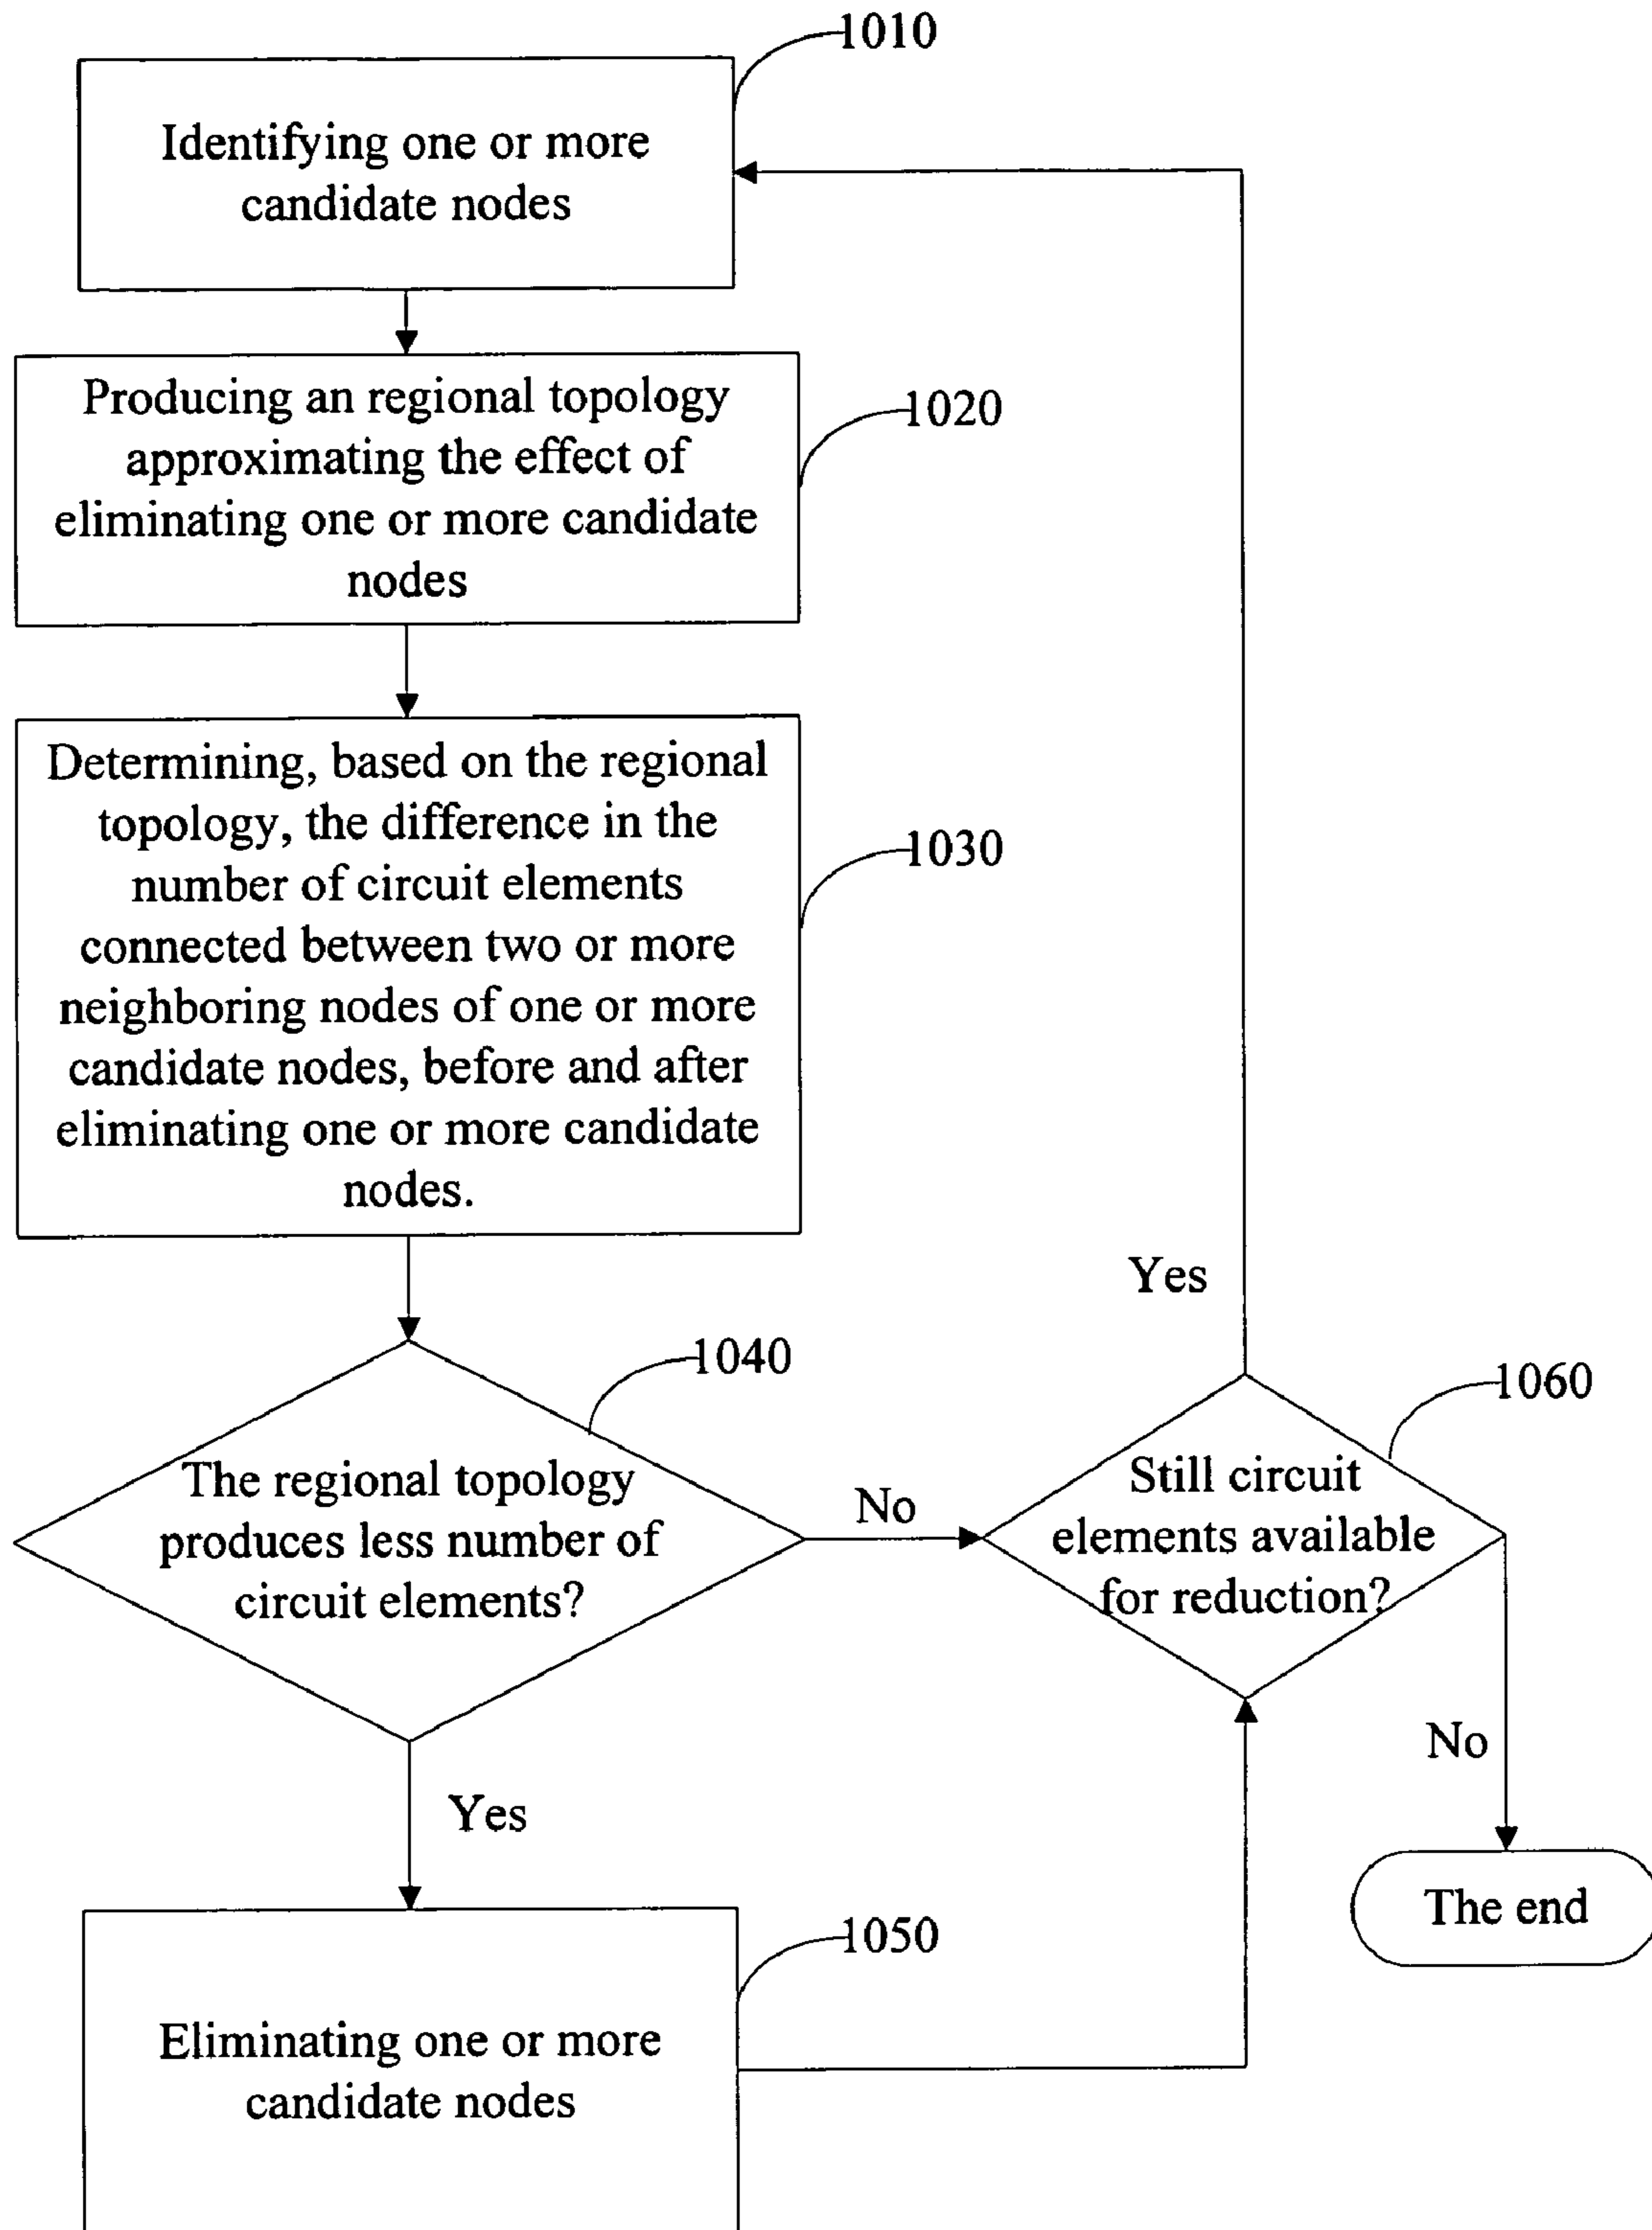 1010
Identifying one or more
candidate nodes
Producing an regional topology
approximating the effect of
eliminating one or more candidate
nodes
1020
Determining, based on the regional
topology, the difference in the
number of circuit elements
connected between two or more
neighboring nodes of one or more
candidate nodes, before and after
eliminating one or more candidate
nodes.
1030
1040
The regional topology
produces less number of
circuit elements?
No
Yes
1060
Still circuit
elements available
for reduction?
Yes
No
The end
1050
Eliminating one or more
candidate nodes